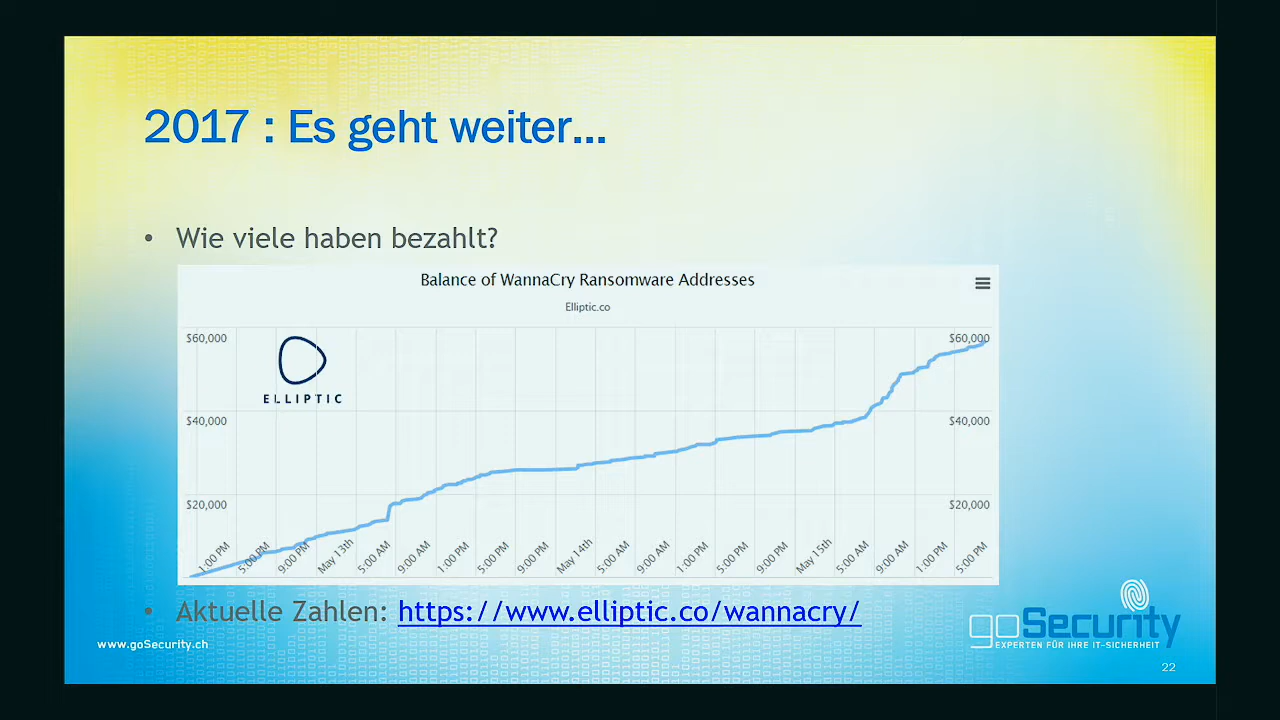 2017 : Es geht weiter...
• Wie viele haben bezahlt?
Balance of WannaCry Ransomware Addresses
Elliptic.co
$60,000 $60,000
ELLIPTIC
$40,000 $40,000
$20,000 $20,000
1:00 PM 5:00 PM 9:00 PM May 13th 5:00 AM 9:00 AM 1:00 PM 5:00 PM 9:00 PM May 14th 5:00 AM 9:00 AM 1:00 PM 5:00 PM 9:00 PM May 15th 5:00 AM 9:00 AM 1:00 PM 5:00 PM
• Aktuelle Zahlen: https://www.elliptic.co/wannacry/
goSecurity
EXPERTEN FÜR IHRE IT-SICHERHEIT
www.goSecurity.ch
22